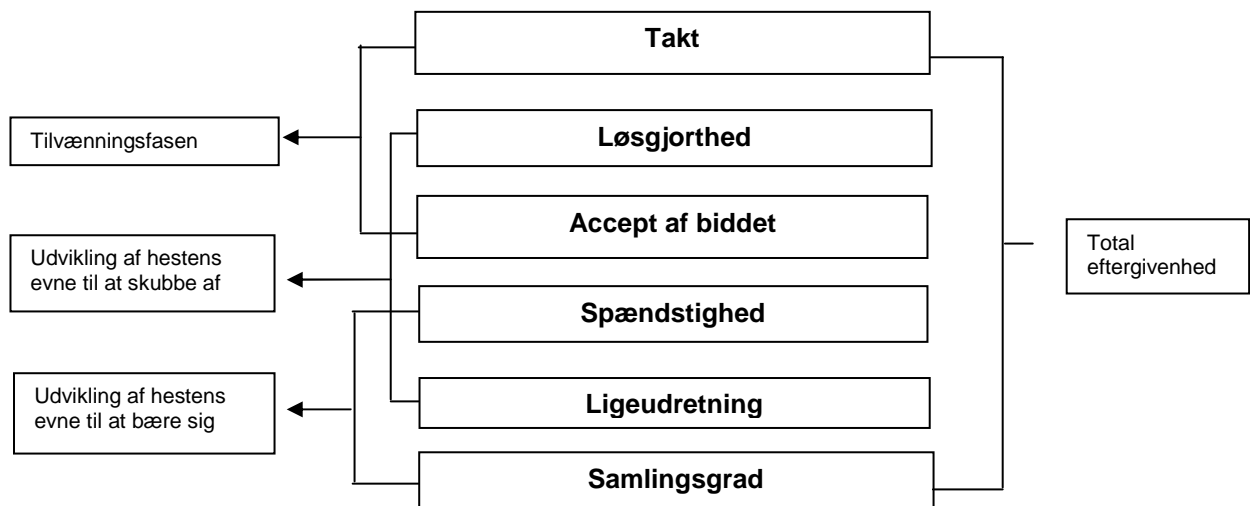 Takt
Løsgjorthed
Accept af biddet
Spændstighed
Ligeudretning
Samlingsgrad
Tilvænningsfasen
Udvikling af hestens
evne til at skubbe af
Udvikling af hestens
evne til at bære sig
Total
eftergivenhed